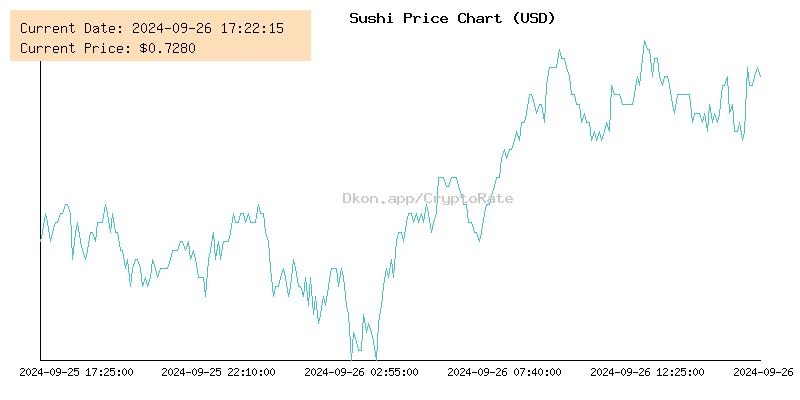 Sushi Price Chart (USD)
Current Date: 2024-09-26 17:22:15
Current Price: $0.7280
Dkon.app/CryptoRate
2024-09-25 17:25:00 2024-09-25 22:10:00 2024-09-26 02:55:00 2024-09-26 07:40:00 2024-09-26 12:25:00 2024-09-26